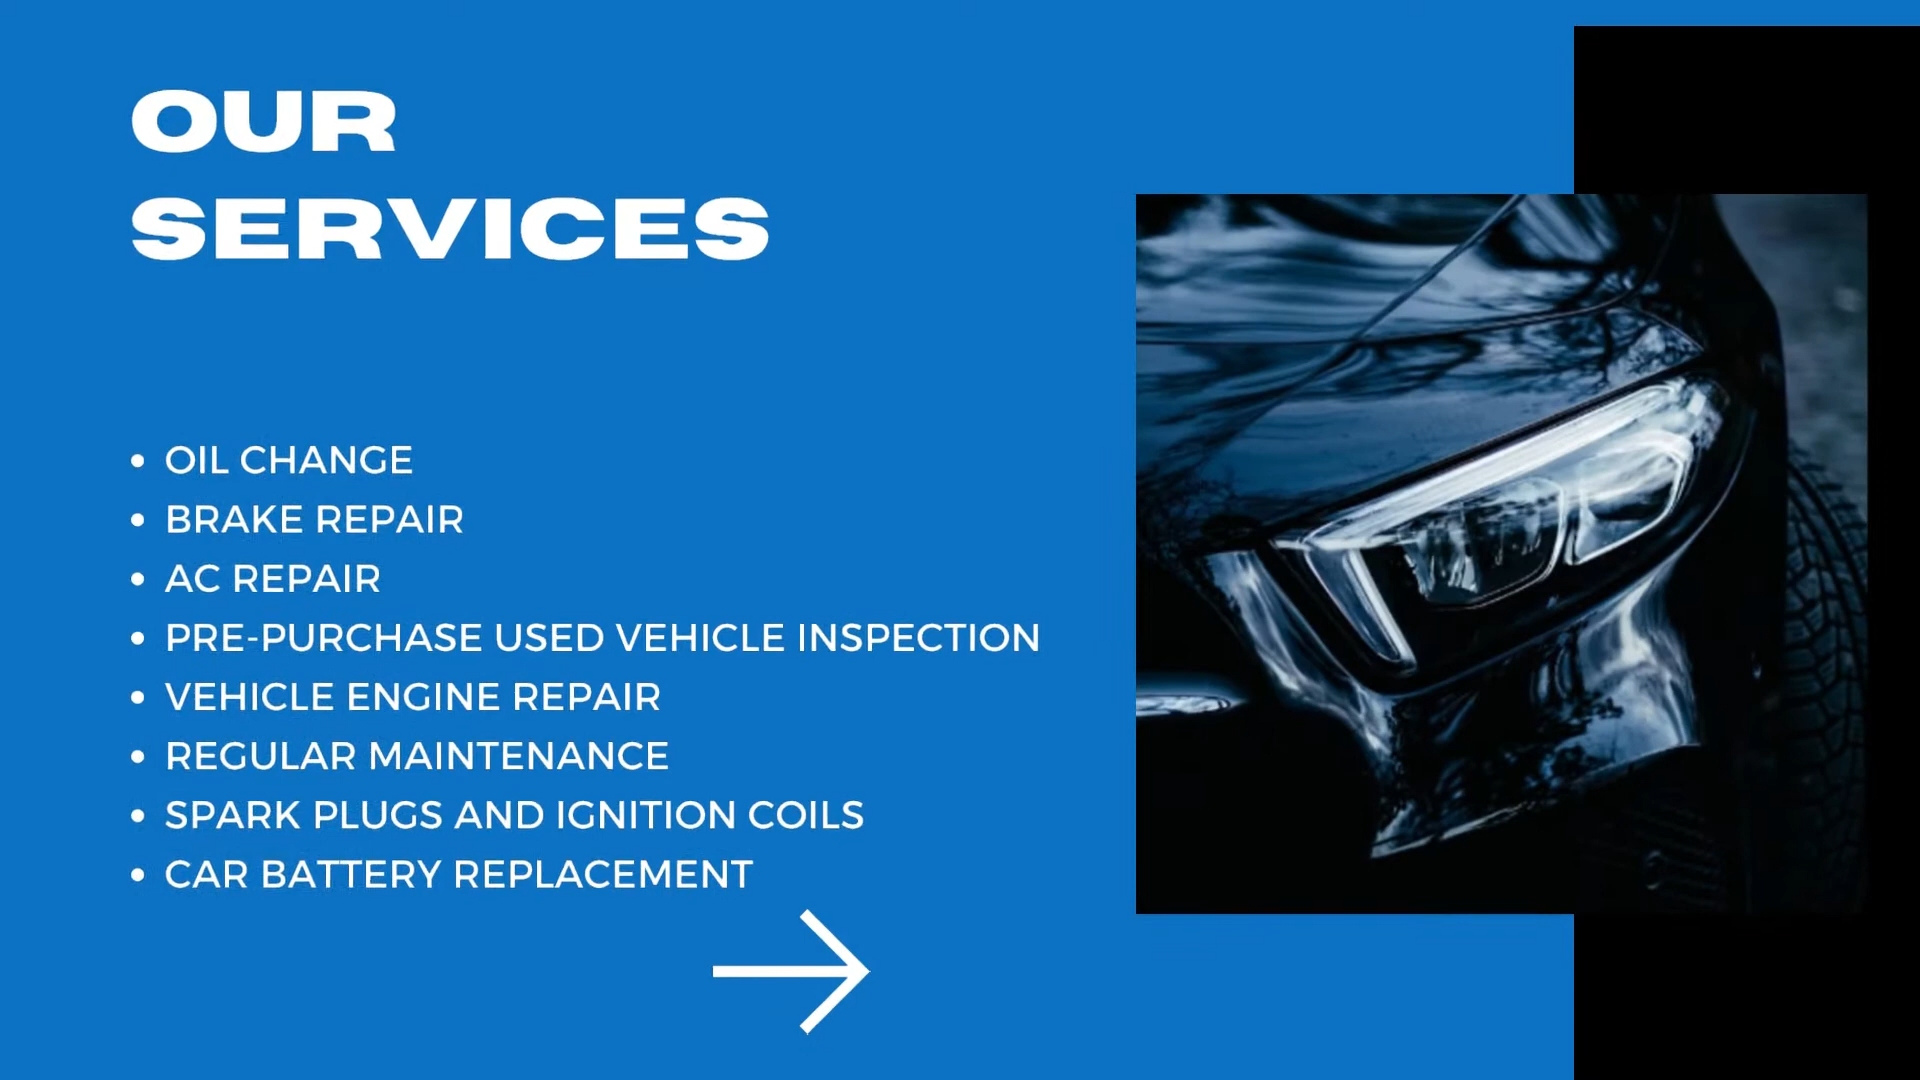 OUR
SERVICES
OIL CHANGE
BRAKE REPAIR
AC REPAIR
PRE-PURCHASE USED VEHICLE INSPECTION
VEHICLE ENGINE REPAIR
REGULAR MAINTENANCE
SPARK PLUGS AND IGNITION COILS
CAR BATTERY REPLACEMENT